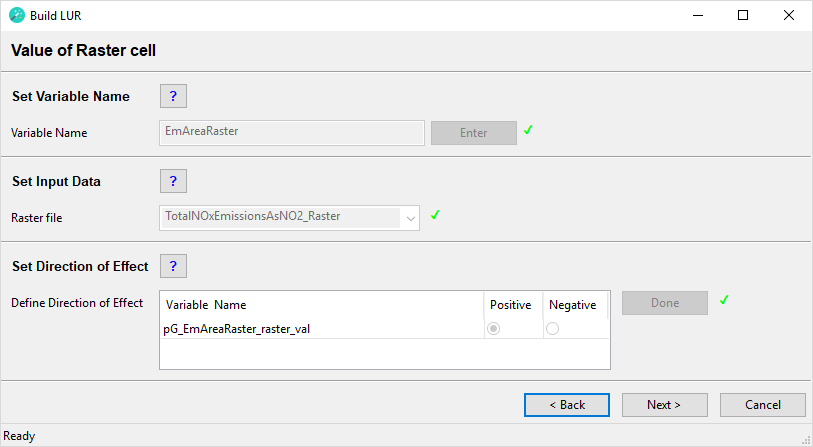 Build LUR
Value of Raster cell
Set Variable Name ?
Variable Name EmAreaRaster Enter ✓
Set Input Data ?
Raster file TotalNOxEmissionsAsNO2_Raster ✓
Set Direction of Effect ?
Define Direction of Effect Variable Name Positive Negative Done ✓
pG_EmAreaRaster_raster_val
< Back Next > Cancel
Ready